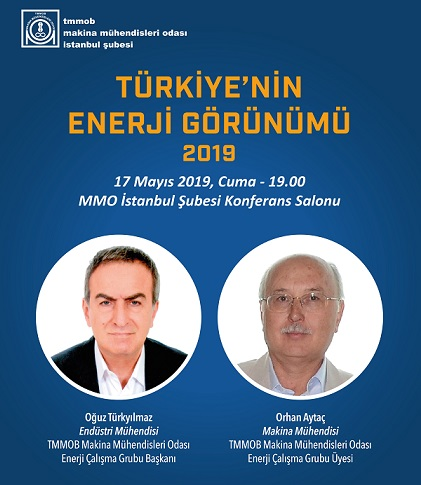 tmmob
makina mühendisleri odası
istanbul şubesi
TÜRKİYE'NİN
ENERJİ GÖRÜNÜMÜ
2019
17 Mayıs 2019, Cuma - 19.00
MMO İstanbul Şubesi Konferans Salonu
Oğuz Türkyılmaz
Endüstri Mühendisi
TMMOB Makina Mühendisleri Odası
Enerji Çalışma Grubu Başkanı
Orhan Aytaç
Makina Mühendisi
TMMOB Makina Mühendisleri Odası
Enerji Çalışma Grubu Üyesi